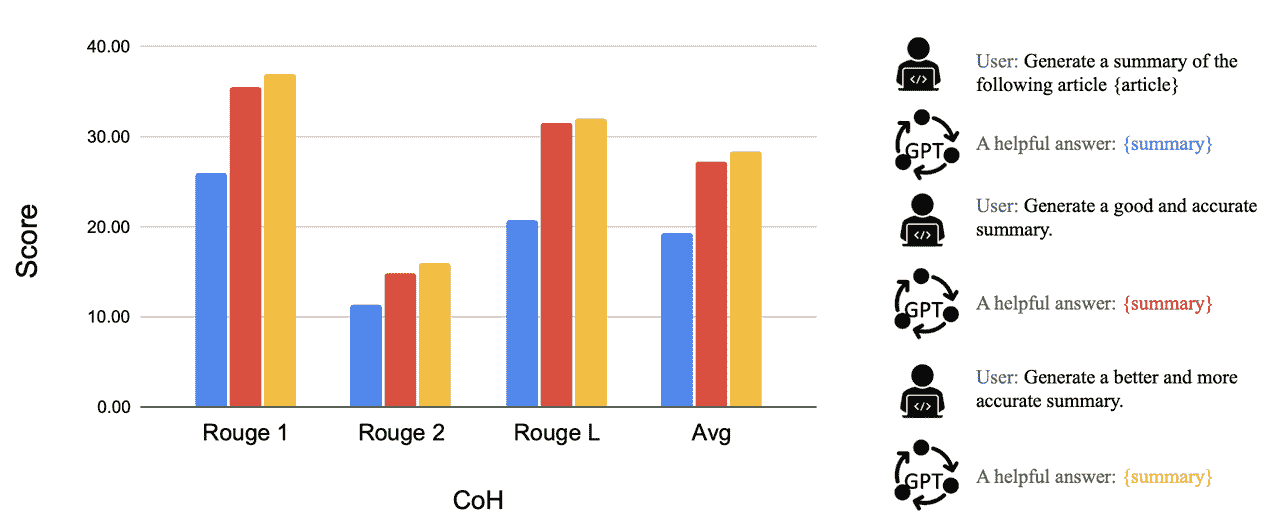 40.00
30.00
20.00
10.00
0.00
Score
Rouge 1
Rouge 2
Rouge L
Avg
CoH
User: Generate a summary of the
following article {article}
GPT
A helpful answer: {summary}
User: Generate a good and accurate
summary.
GPT
A helpful answer: {summary}
User: Generate a better and more
accurate summary.
GPT
A helpful answer: {summary}